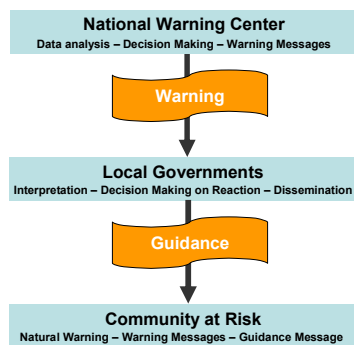 National Warning Center
Data analysis – Decision Making – Warning Messages
Warning
Local Governments
Interpretation – Decision Making on Reaction – Dissemination
Guidance
Community at Risk
Natural Warning – Warning Messages – Guidance Message